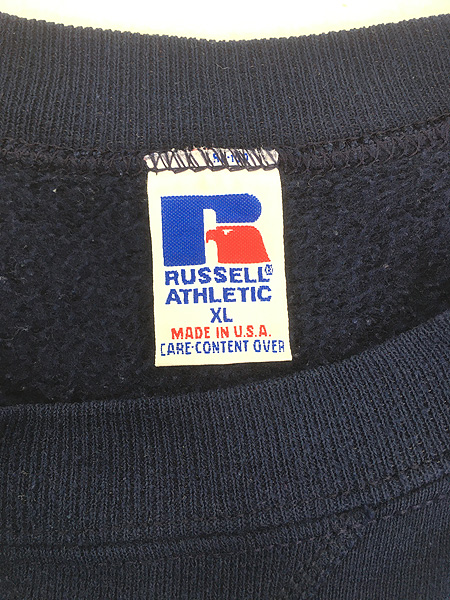 RUSSELL®
ATHLETIC
XL
MADE IN U.S.A.
CARE·CONTENT OVER